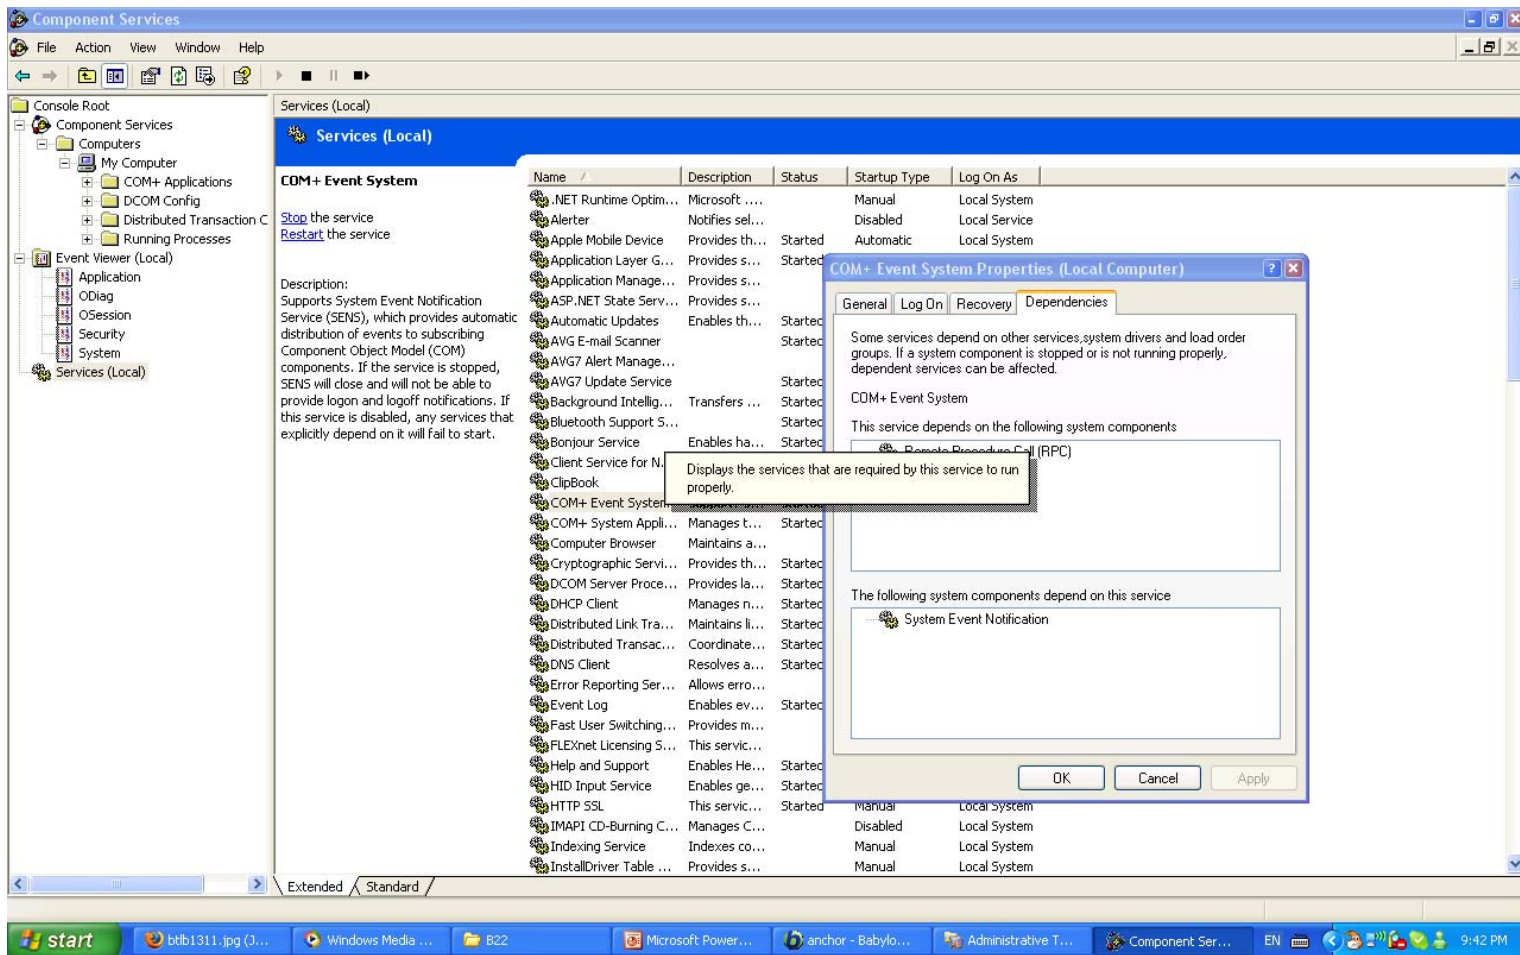 Component Services
File Action View Window Help
Console Root
Component Services
Computers
My Computer
COM+ Applications
DCOM Config
Distributed Transaction C
Running Processes
Event Viewer (Local)
Application
ODiag
OSession
Security
System
Services (Local)
Services (Local)
Services (Local)
COM+ Event System
Stop the service
Restart the service
Description:
Supports System Event Notification
Service (SENS), which provides automatic
distribution of events to subscribing
Component Object Model (COM)
components. If the service is stopped,
SENS will close and will not be able to
provide logon and logoff notifications. If
this service is disabled, any services that
explicitly depend on it will fail to start.
Name Description Status Startup Type Log On As
.NET Runtime Optim... Microsoft .... Manual Local System
Alerter Notifies sel... Disabled Local Service
Apple Mobile Device Provides th... Started Automatic Local System
Application Layer G... Provides s... Started
Application Manage... Provides s...
ASP.NET State Serv... Provides s...
Automatic Updates Enables th... Started
AVG E-mail Scanner Started
AVG7 Alert Manage...
AVG7 Update Service Started
Background Intellig... Transfers ... Started
Bluetooth Support S... Started
Bonjour Service Enables ha... Started
Client Service for N.
ClipBook
COM+ Event System
COM+ System Appli... Manages t... Started
Computer Browser Maintains a...
Cryptographic Servi... Provides th... Started
DCOM Server Proce... Provides la... Started
DHCP Client Manages n... Started
Distributed Link Tra... Maintains li... Started
Distributed Transac... Coordinate... Started
DNS Client Resolves a... Started
Error Reporting Ser... Allows erro...
Event Log Enables ev... Started
Fast User Switching... Provides m...
FLEXnet Licensing S... This servic...
Help and Support Enables He... Started
HID Input Service Enables ge... Started
HTTP SSL This servic... Started Manual Local System
IMAPI CD-Burning C... Manages C... Disabled Local System
Indexing Service Indexes co... Manual Local System
InstallDriver Table ... Provides s... Manual Local System
COM+ Event System Properties (Local Computer)
General Log On Recovery Dependencies
Some services depend on other services,system drivers and load order
groups. If a system component is stopped or is not running properly,
dependent services can be affected.
COM+ Event System
This service depends on the following system components
Remote Procedure Call (RPC)
Displays the services that are required by this service to run
properly.
The following system components depend on this service
System Event Notification
OK Cancel Apply
Extended Standard
start btlb1311.jpg (J... Windows Media ... B22 Microsoft Power... anchor - Babylo... Administrative T... Component Ser... EN 9:42 PM